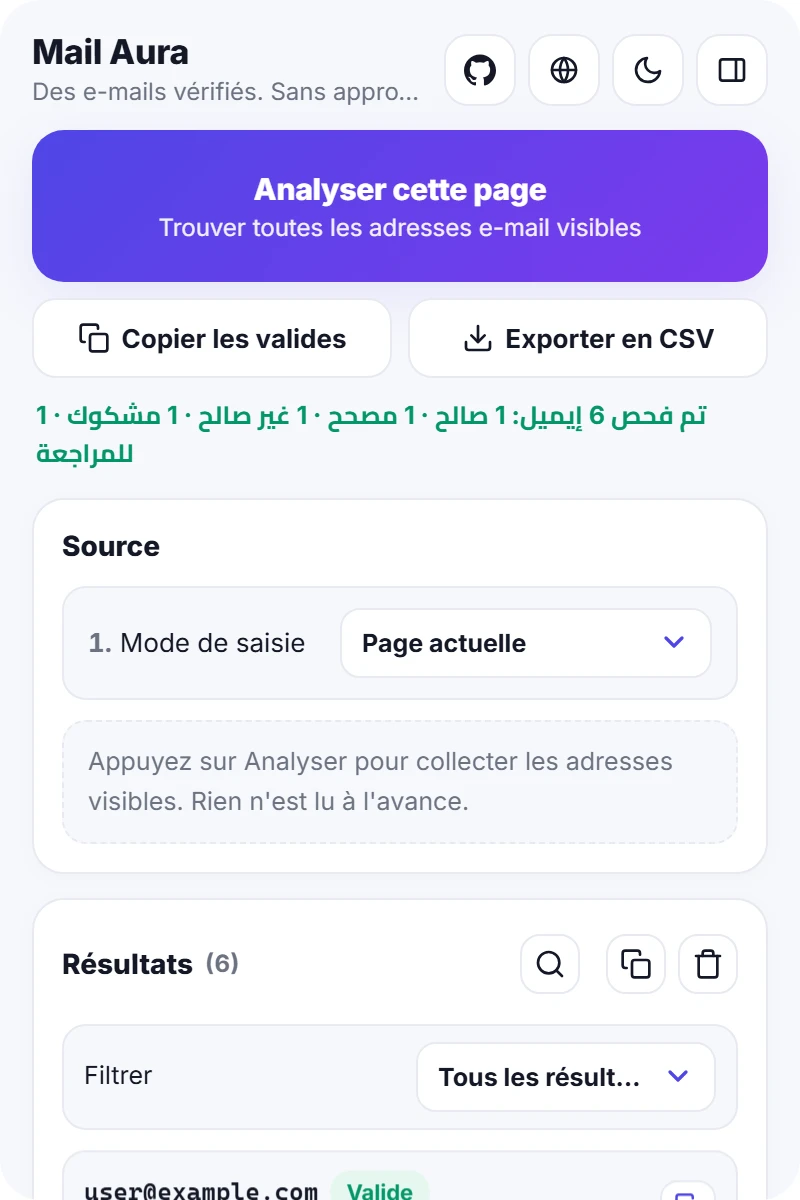 Mail Aura
Des e-mails vérifiés. Sans appro...
Analyser cette page
Trouver toutes les adresses e-mail visibles
Copier les valides
Exporter en CSV
تم فحص 6 إيميل: 1 صالح · 1 مصحح · 1 غير صالح · 1 مشكوك · 1
للمراجعة
Source
1. Mode de saisie
Page actuelle
Appuyez sur Analyser pour collecter les adresses
visibles. Rien n'est lu à l'avance.
Résultats (6)
Filtrer
Tous les résult...
user@example.com Valide